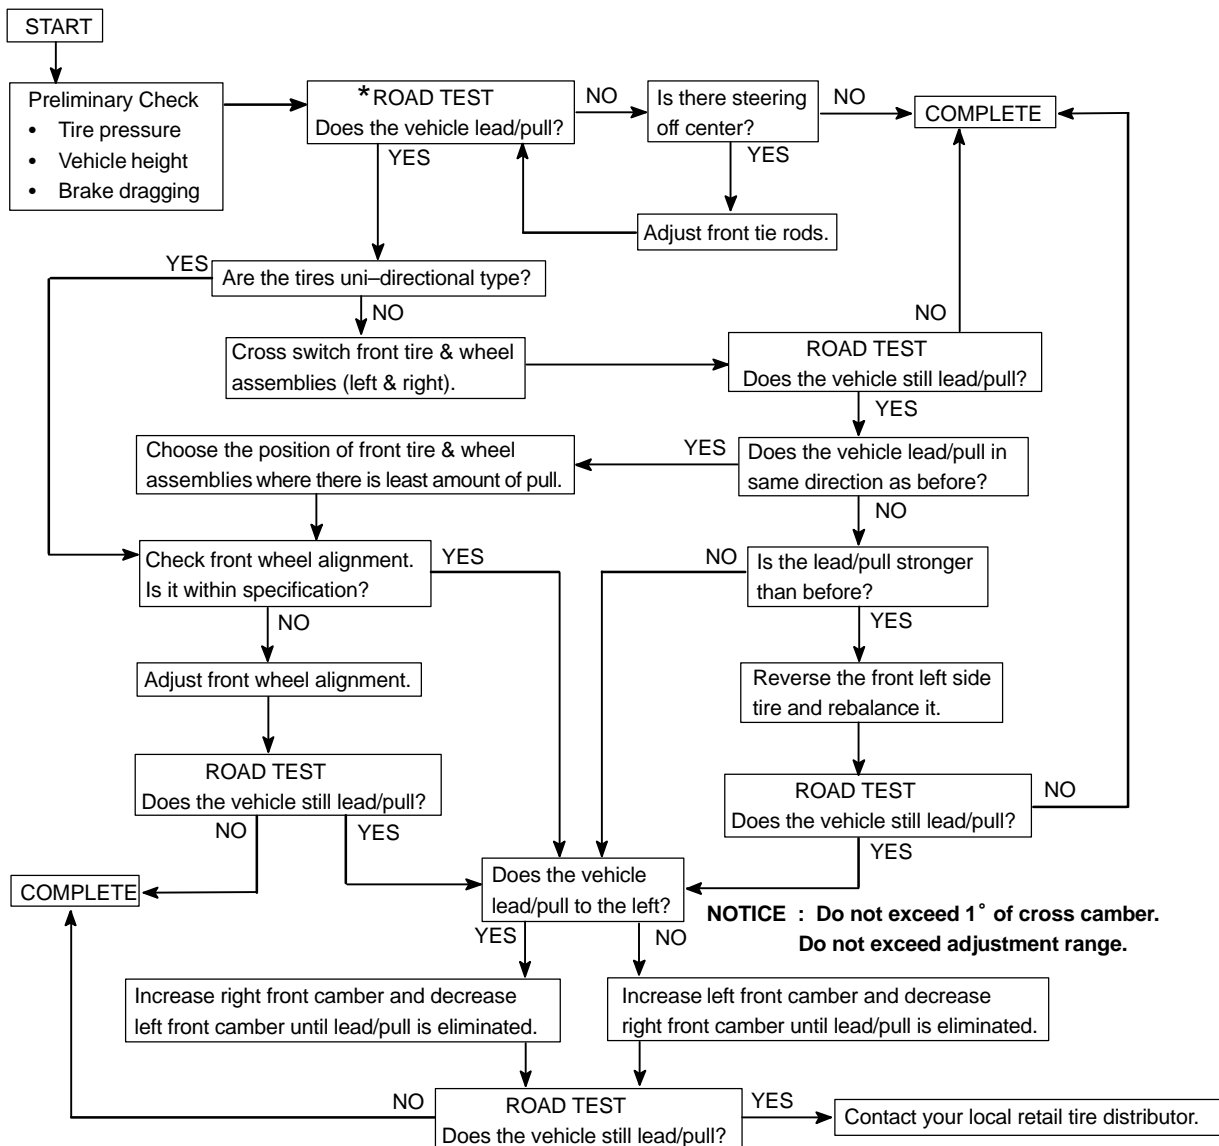 START
Preliminary Check
• Tire pressure
• Vehicle height
• Brake dragging
*ROAD TEST
Does the vehicle lead/pull?
NO
YES
Is there steering
off center?
NO
YES
COMPLETE
Adjust front tie rods.
YES
Are the tires uni–directional type?
NO
Cross switch front tire & wheel
assemblies (left & right).
NO
ROAD TEST
Does the vehicle still lead/pull?
YES
Choose the position of front tire & wheel
assemblies where there is least amount of pull.
YES
Does the vehicle lead/pull in
same direction as before?
NO
Check front wheel alignment.
Is it within specification?
YES
NO
NO
Is the lead/pull stronger
than before?
YES
Adjust front wheel alignment.
Reverse the front left side
tire and rebalance it.
ROAD TEST
Does the vehicle still lead/pull?
NO
YES
ROAD TEST
Does the vehicle still lead/pull?
NO
YES
COMPLETE
Does the vehicle
lead/pull to the left?
YES
NO
NOTICE : Do not exceed 1° of cross camber.
Do not exceed adjustment range.
Increase right front camber and decrease
left front camber until lead/pull is eliminated.
Increase left front camber and decrease
right front camber until lead/pull is eliminated.
NO
ROAD TEST
Does the vehicle still lead/pull?
YES
Contact your local retail tire distributor.